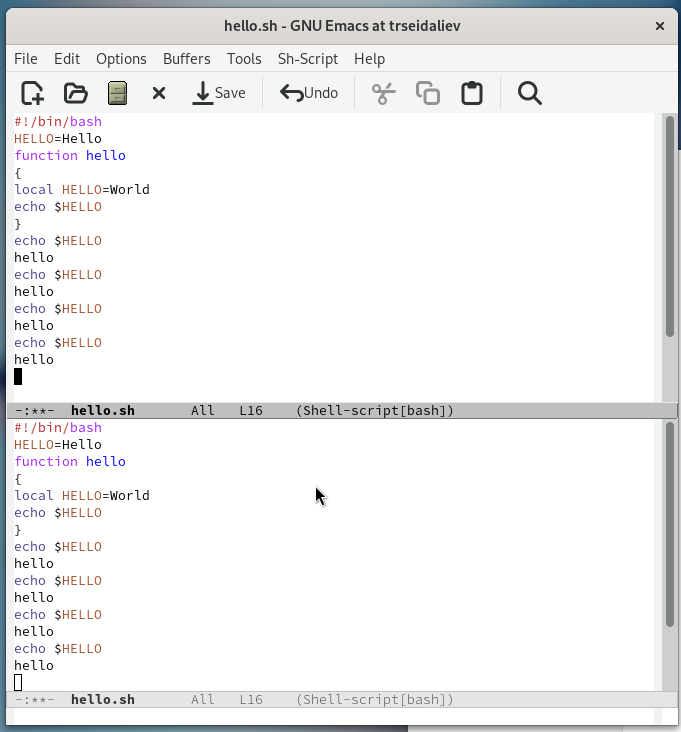 hello.sh - GNU Emacs at trseidaliev
File Edit Options Buffers Tools Sh-Script Help
Save Undo
#!/bin/bash
HELLO=Hello
function hello
{
local HELLO=World
echo $HELLO
}
echo $HELLO
hello
echo $HELLO
hello
echo $HELLO
hello
echo $HELLO
hello
-:**- hello.sh All L16 (Shell-script[bash])
#!/bin/bash
HELLO=Hello
function hello
{
local HELLO=World
echo $HELLO
}
echo $HELLO
hello
echo $HELLO
hello
echo $HELLO
hello
echo $HELLO
hello
-:**- hello.sh All L16 (Shell-script[bash])